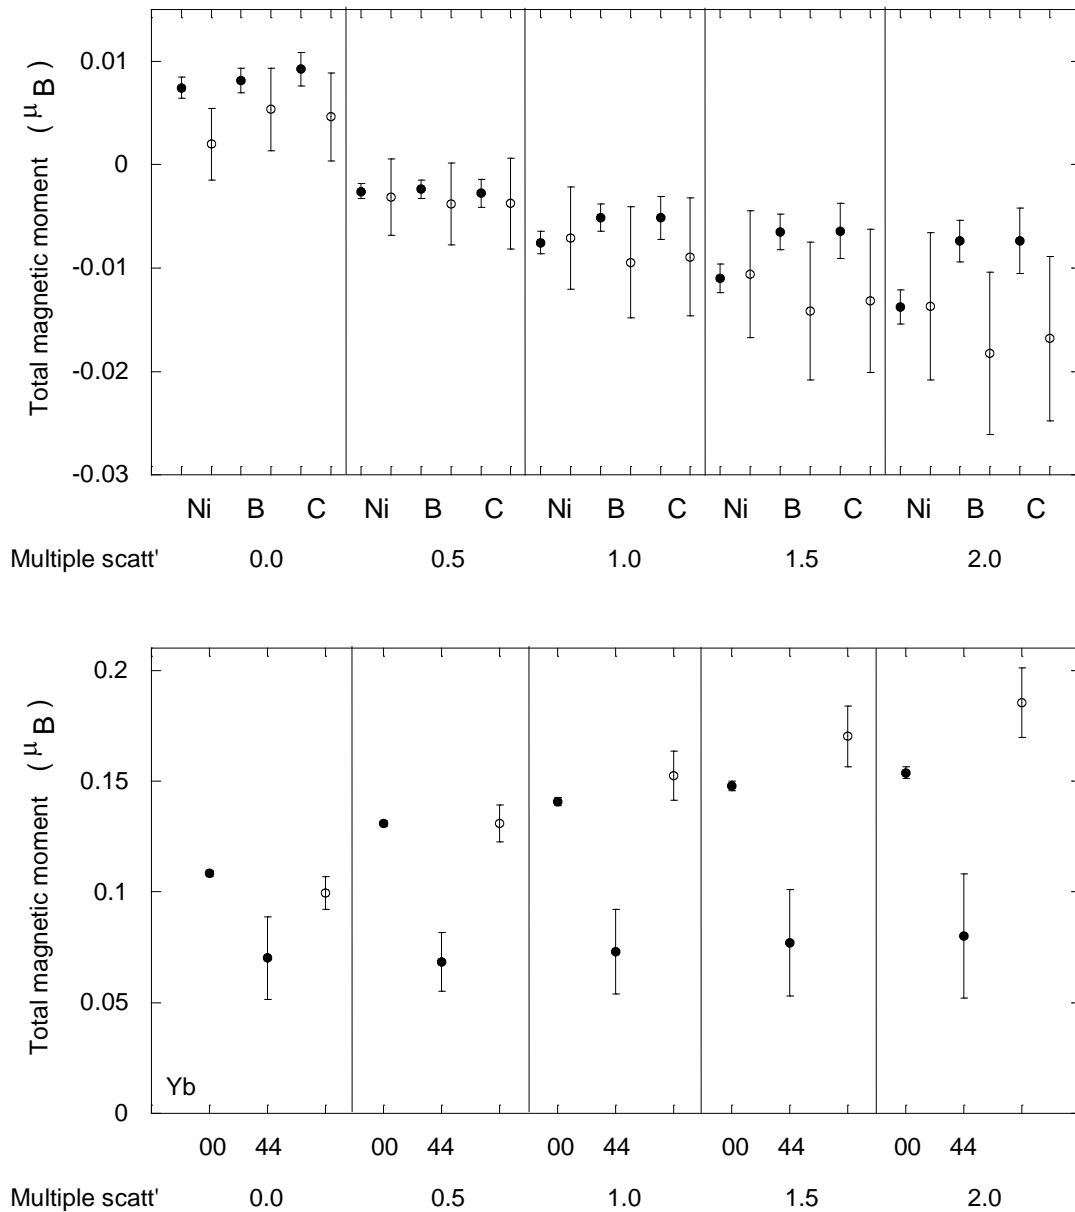 Total magnetic moment (μB)
0.01
0
-0.01
-0.02
-0.03
Ni B C Ni B C Ni B C Ni B C Ni B C
Multiple scatt' 0.0 0.5 1.0 1.5 2.0
Total magnetic moment (μB)
0.2
0.15
0.1
0.05
0
Yb
00 44 00 44 00 44 00 44 00 44
Multiple scatt' 0.0 0.5 1.0 1.5 2.0